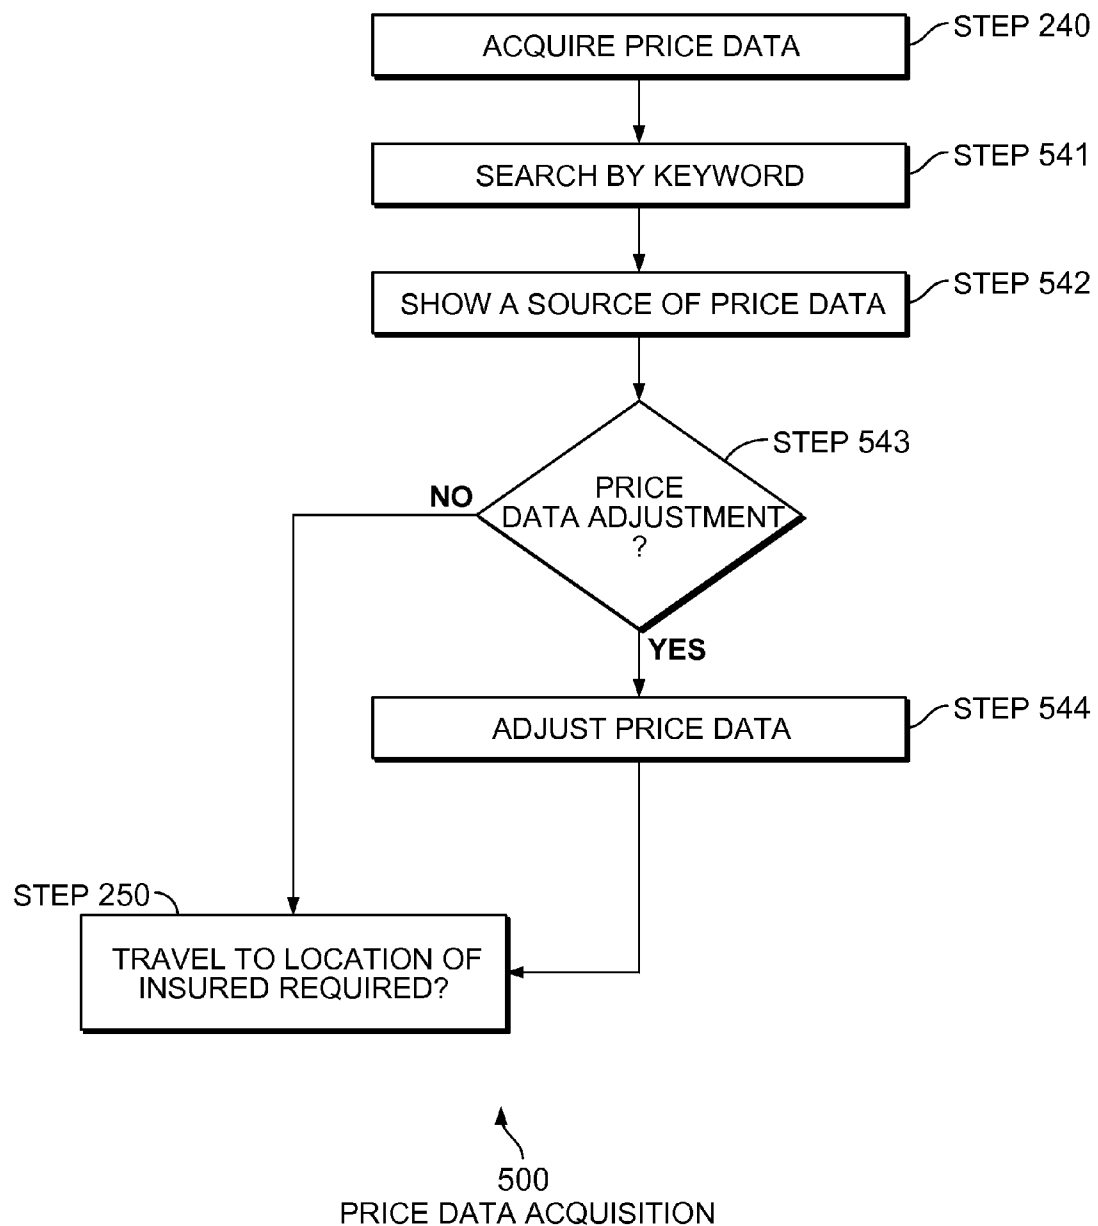 ACQUIRE PRICE DATA
STEP 240
SEARCH BY KEYWORD
STEP 541
SHOW A SOURCE OF PRICE DATA
STEP 542
STEP 543
PRICE
DATA ADJUSTMENT
?
NO
YES
ADJUST PRICE DATA
STEP 544
STEP 250
TRAVEL TO LOCATION OF
INSURED REQUIRED?
500
PRICE DATA ACQUISITION